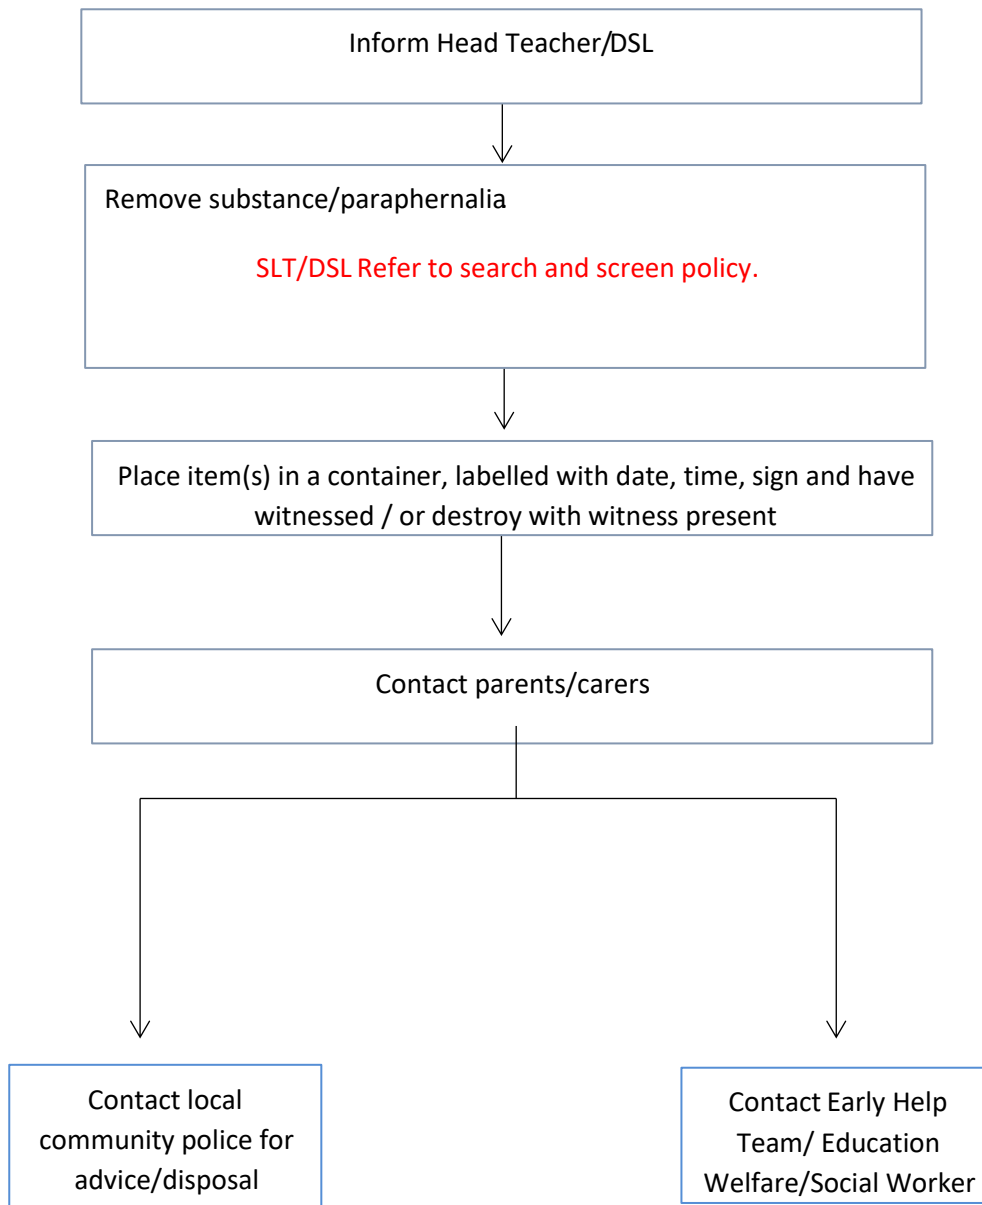 Inform Head Teacher/DSL
Remove substance/paraphernalia
SLT/DSL Refer to search and screen policy.
Place item(s) in a container, labelled with date, time, sign and have
witnessed / or destroy with witness present
Contact parents/carers
Contact local
community police for
advice/disposal
Contact Early Help
Team/ Education
Welfare/Social Worker